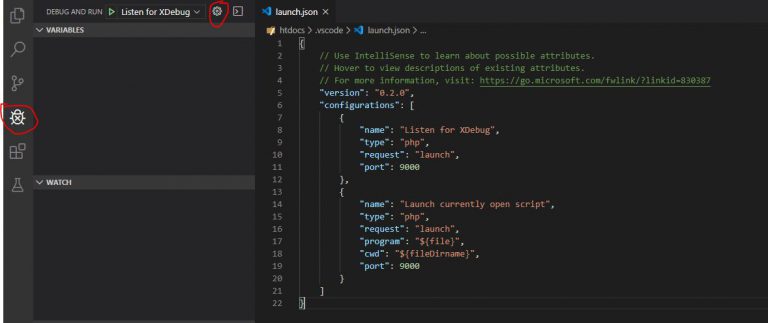 DEBUG AND RUN Listen for XDebug
VARIABLES
WATCH
launch.json ×
htdocs > .vscode > launch.json > ...
1 {
2 // Use IntelliSense to learn about possible attributes.
3 // Hover to view descriptions of existing attributes.
4 // For more information, visit: https://go.microsoft.com/fwlink/?linkid=830387
5 "version": "0.2.0",
6 "configurations": [
7 {
8 "name": "Listen for XDebug",
9 "type": "php",
10 "request": "launch",
11 "port": 9000
12 },
13 {
14 "name": "Launch currently open script",
15 "type": "php",
16 "request": "launch",
17 "program": "${file}",
18 "cwd": "${fileDirname}",
19 "port": 9000
20 }
21 ]
22 }